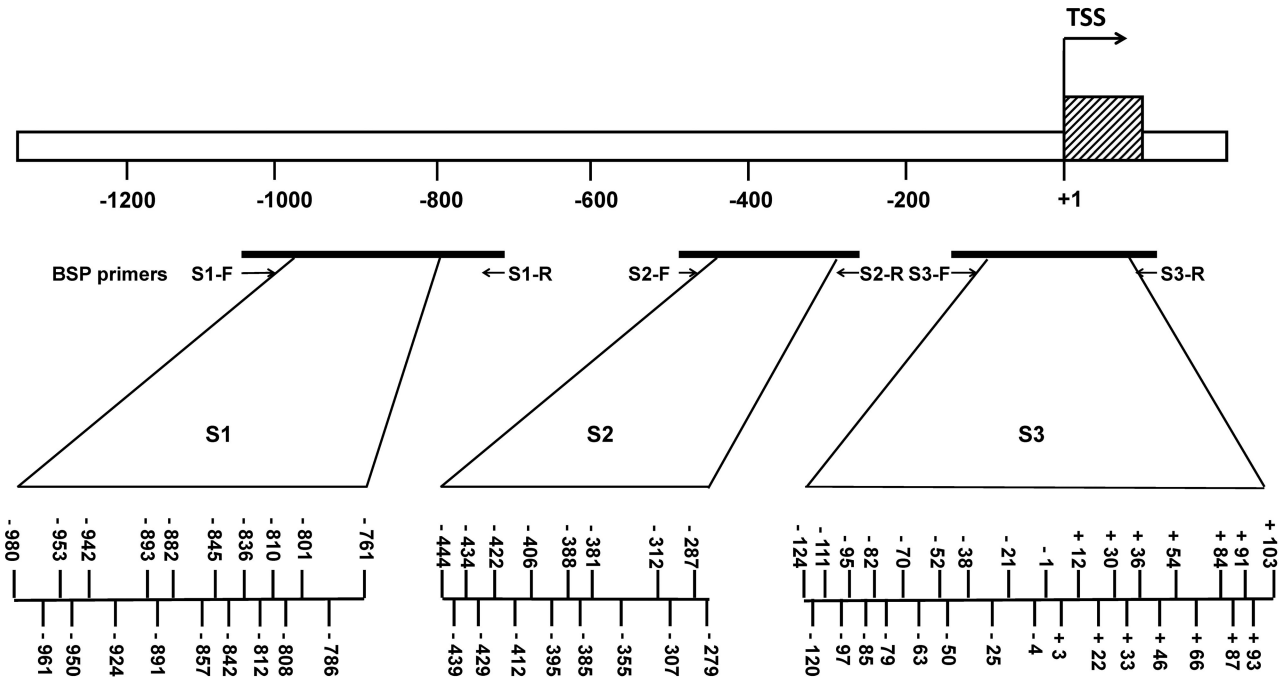 TSS
-1200 -1000 -800 -600 -400 -200 +1
BSP primers S1-F S1-R S2-F S2-R S3-F S3-R
S1 S2 S3
- 980 - 953 - 942 - 893 - 882 - 845 - 836 - 810 - 801 - 761
- 961 - 950 - 924 - 891 - 857 - 842 - 812 - 808 - 786
- 444 - 434 - 422 - 406 - 388 - 381 - 312 - 287
- 439 - 429 - 412 - 395 - 385 - 355 - 307 - 279
- 124 - 111 - 95 - 82 - 70 - 52 - 38 - 21 - 1 + 12 + 30 + 36 + 54 + 84 + 91 + 103
- 120 - 97 - 85 - 79 - 63 - 50 - 25 - 4 + 3 + 22 + 33 + 46 + 66 + 87 + 93